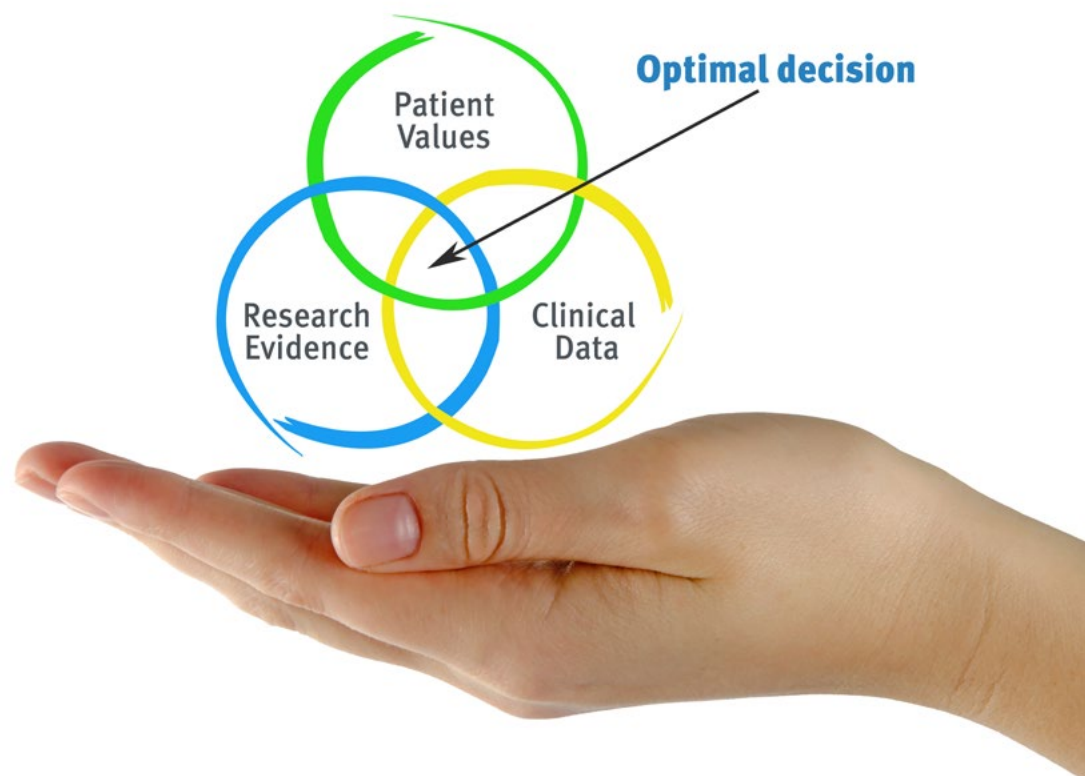 Optimal decision
Patient
Values
Research
Evidence
Clinical
Data